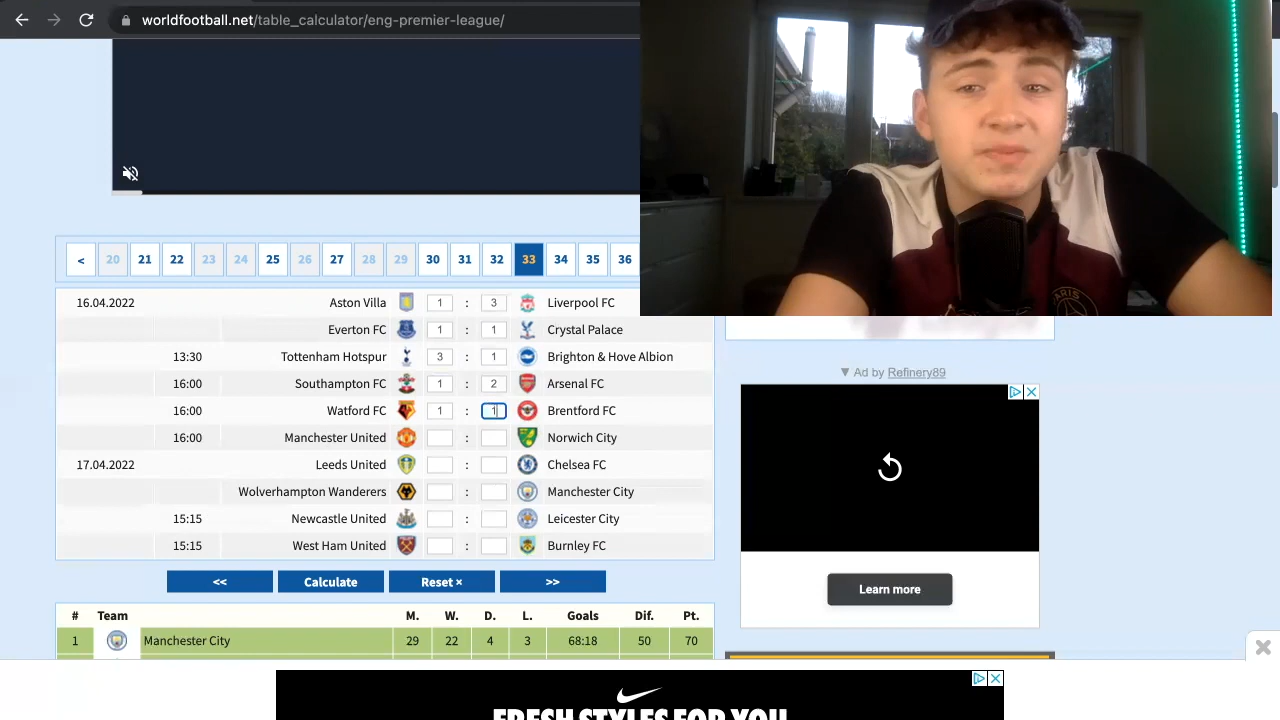 worldfootball.net/table_calculator/eng-premier-league/
< 20 21 22 23 24 25 26 27 28 29 30 31 32 33 34 35 36
16.04.2022 Aston Villa 1 : 3 Liverpool FC
Everton FC 1 : 1 Crystal Palace
13:30 Tottenham Hotspur 3 : 1 Brighton & Hove Albion
16:00 Southampton FC 1 : 2 Arsenal FC
16:00 Watford FC 1 : 1 Brentford FC
16:00 Manchester United : Norwich City
17.04.2022 Leeds United : Chelsea FC
Wolverhampton Wanderers : Manchester City
15:15 Newcastle United : Leicester City
15:15 West Ham United : Burnley FC
<< Calculate Reset × >>
# Team M. W. D. L. Goals Dif. Pt.
1 Manchester City 29 22 4 3 68:18 50 70
▼ Ad by Refinery89
Learn more
PARIS
FRESH STYLES FOR YOU